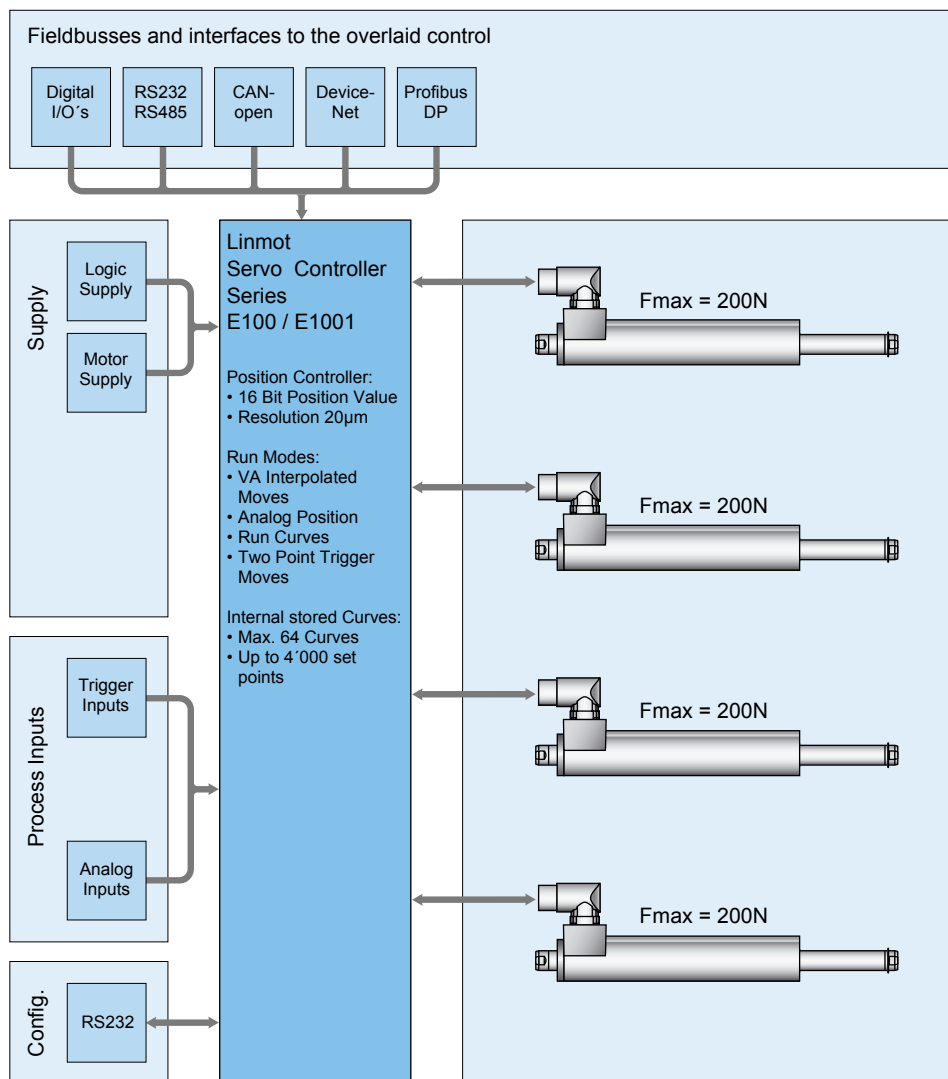 Fieldbusses and interfaces to the overlaid control
Digital
I/O´s
RS232
RS485
CAN-
open
Device-
Net
Profibus
DP
Supply
Logic
Supply
Motor
Supply
Process Inputs
Trigger
Inputs
Analog
Inputs
Config.
RS232
Linmot
Servo Controller
Series
E100 / E1001
Position Controller:
• 16 Bit Position Value
• Resolution 20µm
Run Modes:
• VA Interpolated
Moves
• Analog Position
• Run Curves
• Two Point Trigger
Moves
Internal stored Curves:
• Max. 64 Curves
• Up to 4´000 set
points
Fmax = 200N
Fmax = 200N
Fmax = 200N
Fmax = 200N